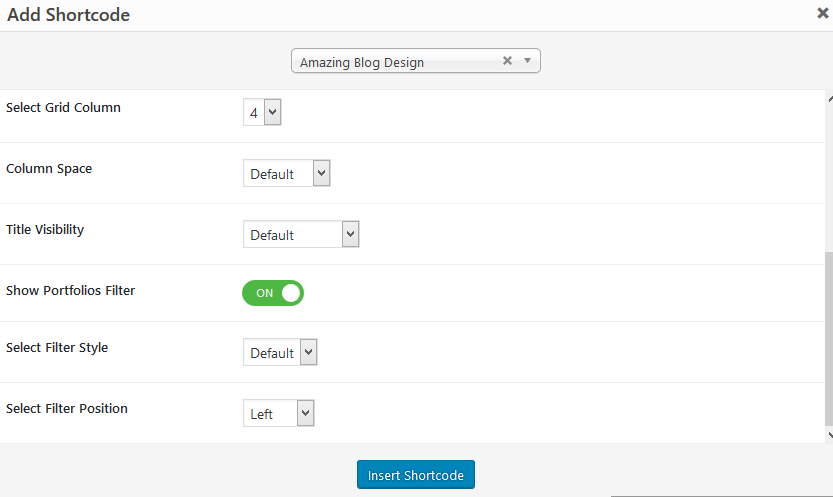 Add Shortcode
Amazing Blog Design
Select Grid Column 4
Column Space Default
Title Visibility Default
Show Portfolios Filter ON
Select Filter Style Default
Select Filter Position Left
Insert Shortcode